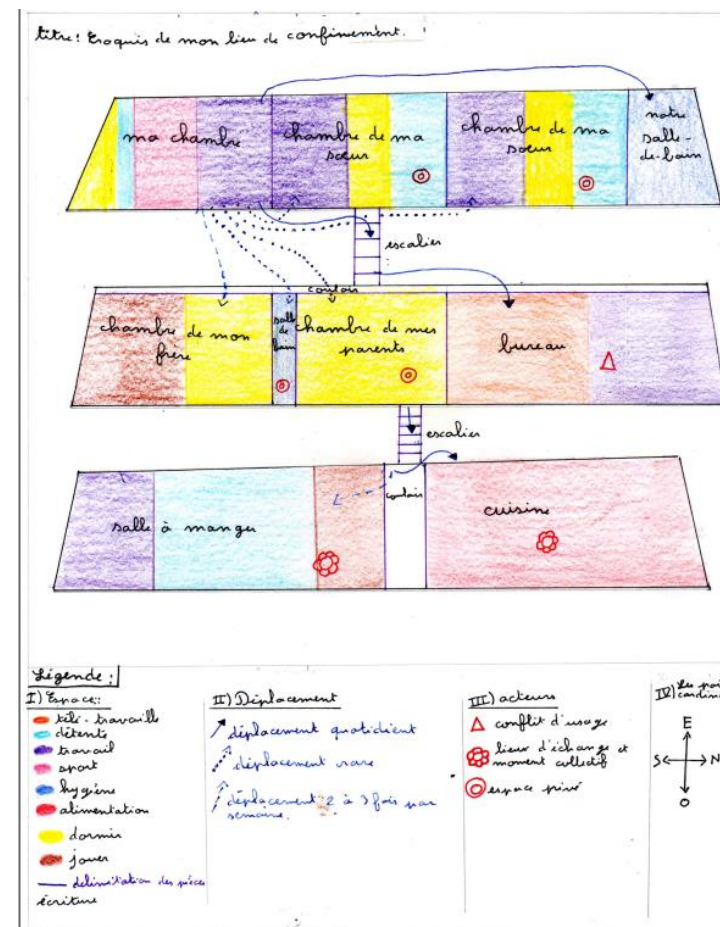 titre: Croquis de mon lieu de confinement.
ma chambre
chambre de ma
sœur
chambre de ma
sœur
notre
salle-
de-bain
escalier
couloir
chambre de mon
frère
salle
de
bain
chambre de mes
parents
bureau
escalier
salle à manger
couloir
cuisine
Légende:
I) Espace:
télé-travaille
détente
travail
sport
hygiène
alimentation
dormir
jouer
délimitation des pièces
écriture
II) Déplacement
déplacement quotidient
déplacement rare
déplacement 2 à 3 fois par
semaine.
III) acteurs
conflit d'usage
lieux d'échange et
moment collectif
espace privé
IV) Les
E
S N
O